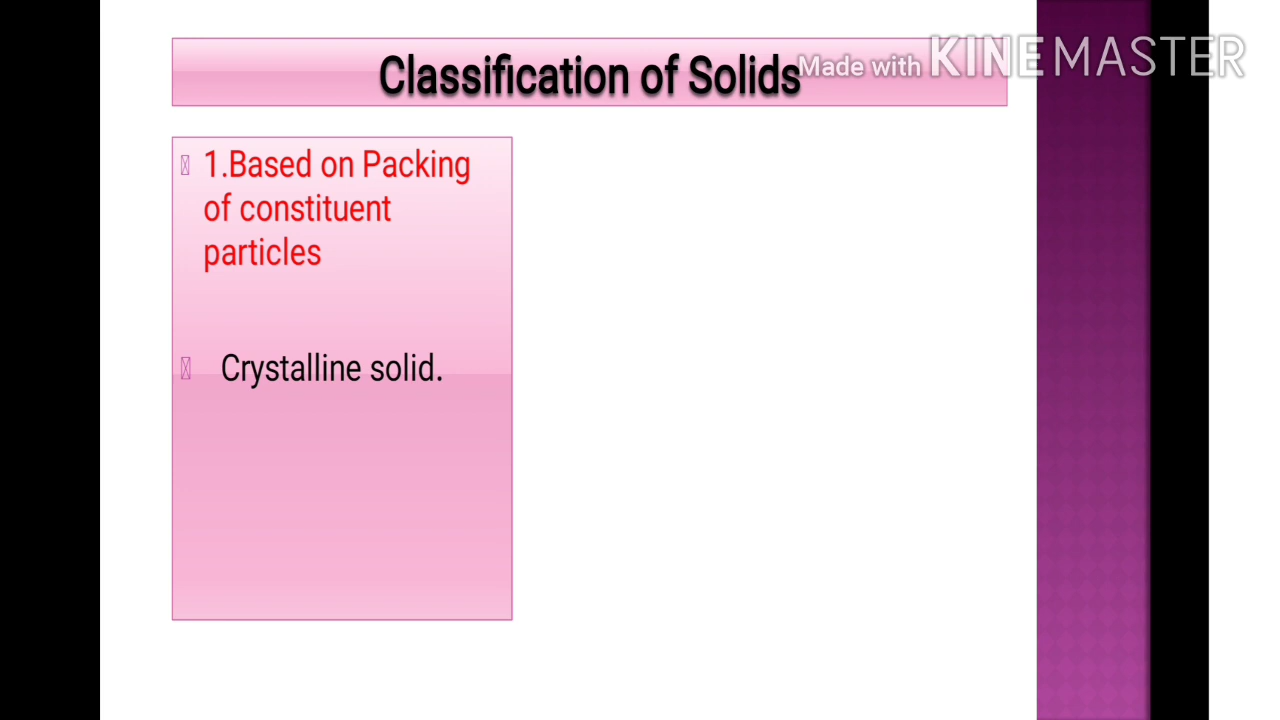 Classification of Solids
Made with KINEMASTER
1.Based on Packing
of constituent
particles
Crystalline solid.